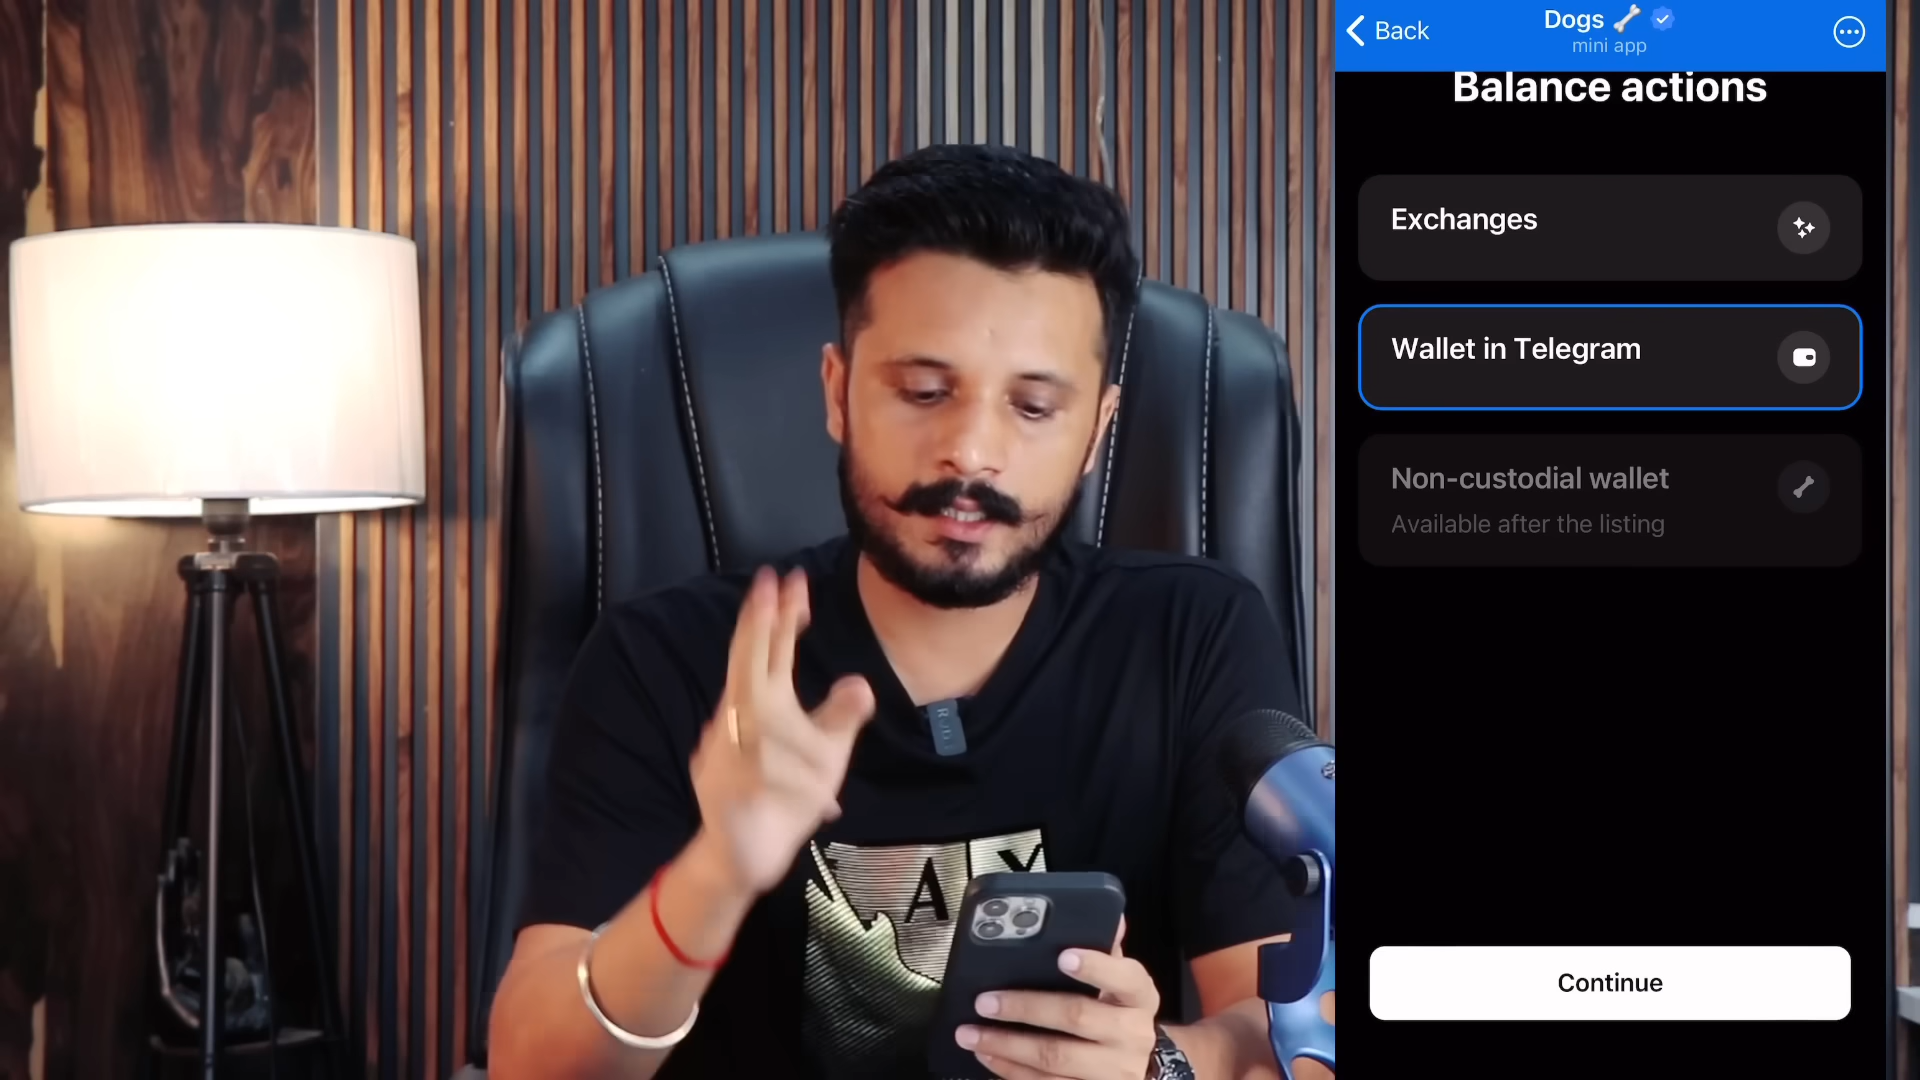 Back
Dogs
mini app
Balance actions
Exchanges
Wallet in Telegram
Non-custodial wallet
Available after the listing
Continue
A X